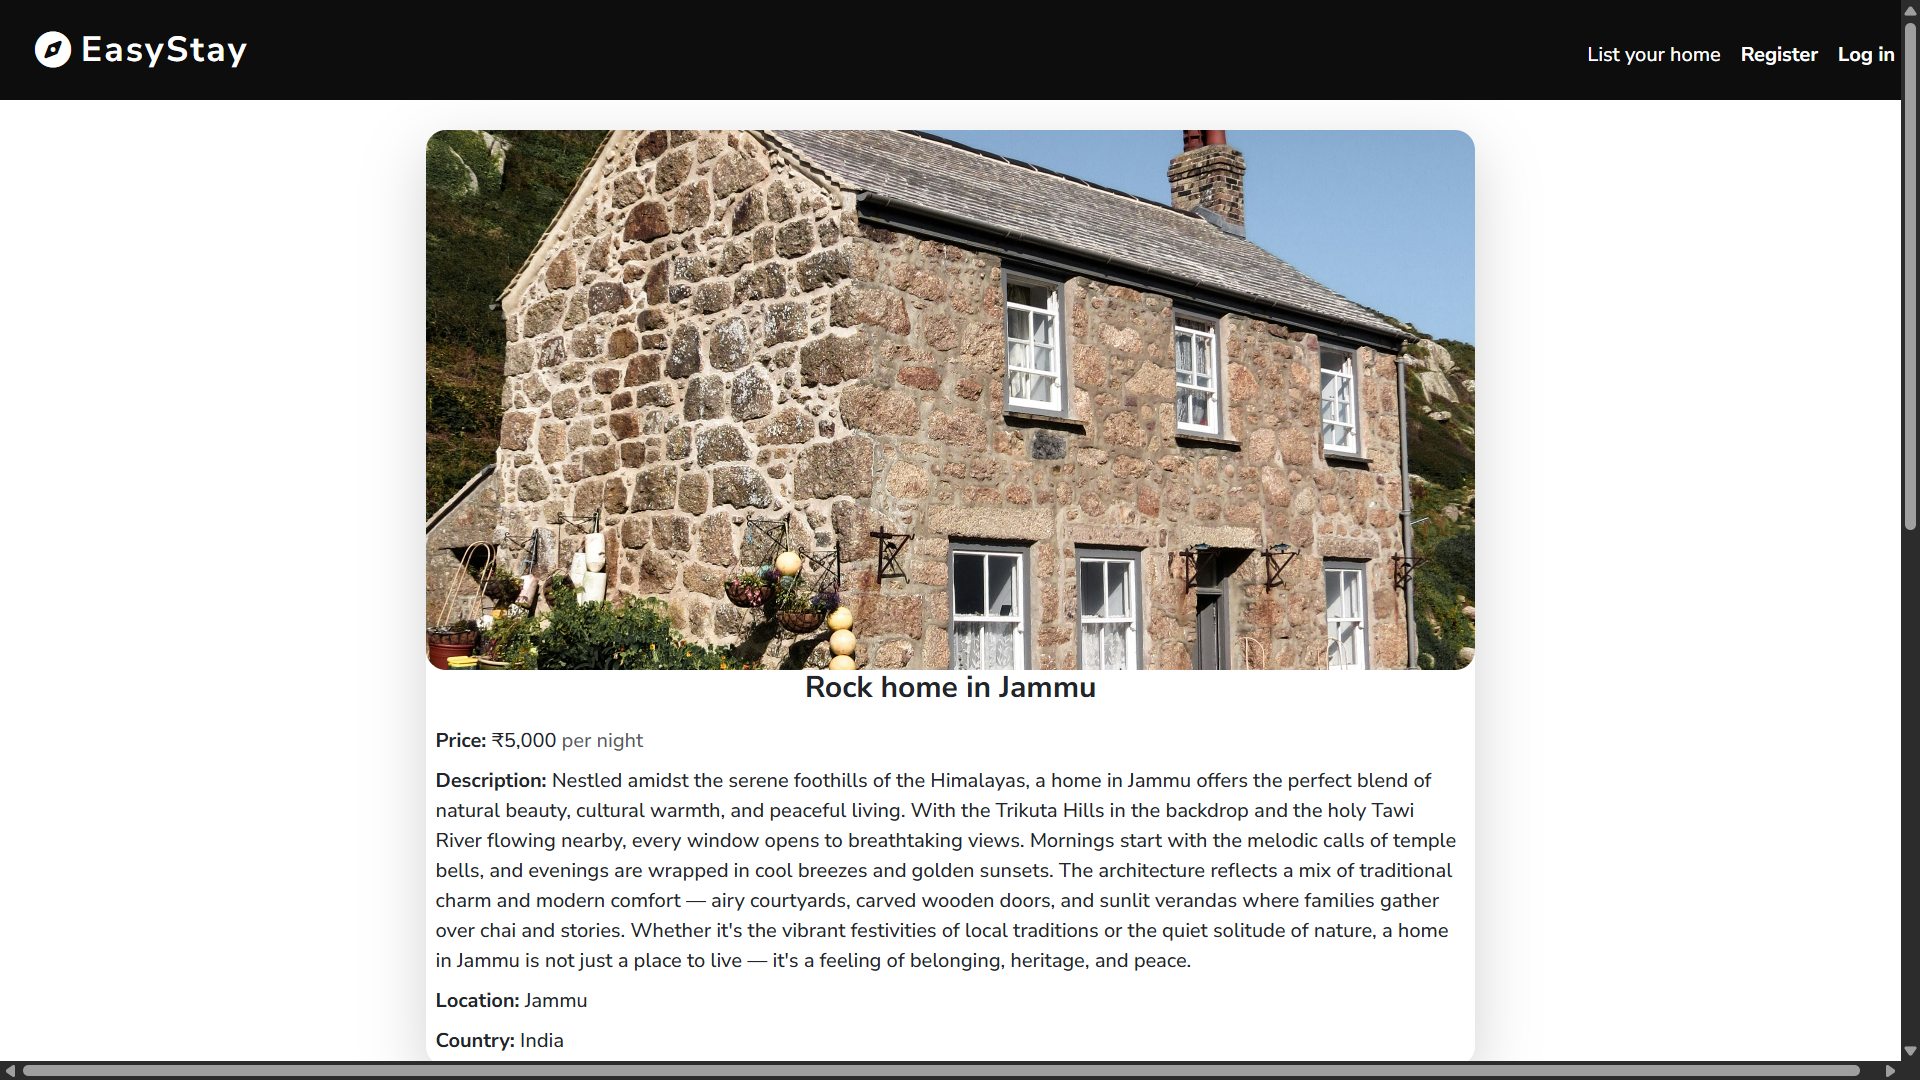 EasyStay
List your home
Register
Log in
Rock home in Jammu
Price: ₹5,000 per night
Description: Nestled amidst the serene foothills of the Himalayas, a home in Jammu offers the perfect blend of
natural beauty, cultural warmth, and peaceful living. With the Trikuta Hills in the backdrop and the holy Tawi
River flowing nearby, every window opens to breathtaking views. Mornings start with the melodic calls of temple
bells, and evenings are wrapped in cool breezes and golden sunsets. The architecture reflects a mix of traditional
charm and modern comfort — airy courtyards, carved wooden doors, and sunlit verandas where families gather
over chai and stories. Whether it's the vibrant festivities of local traditions or the quiet solitude of nature, a home
in Jammu is not just a place to live — it's a feeling of belonging, heritage, and peace.
Location: Jammu
Country: India